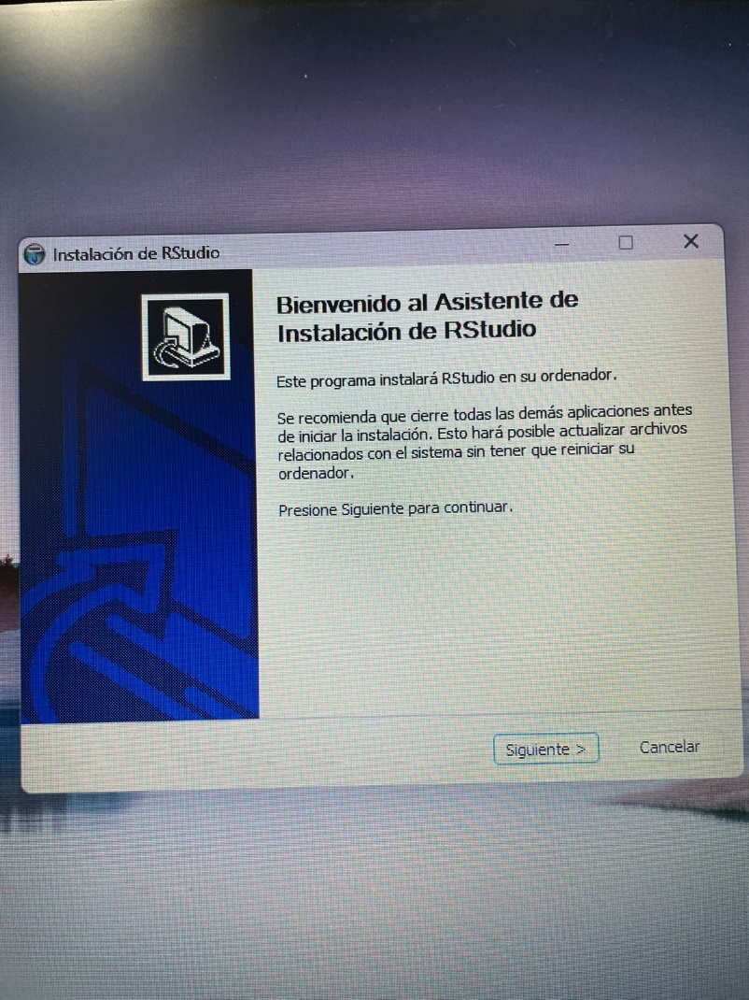 Instalación de RStudio
Bienvenido al Asistente de
Instalación de RStudio
Este programa instalará RStudio en su ordenador.
Se recomienda que cierre todas las demás aplicaciones antes
de iniciar la instalación. Esto hará posible actualizar archivos
relacionados con el sistema sin tener que reiniciar su
ordenador.
Presione Siguiente para continuar.
Siguiente >
Cancelar